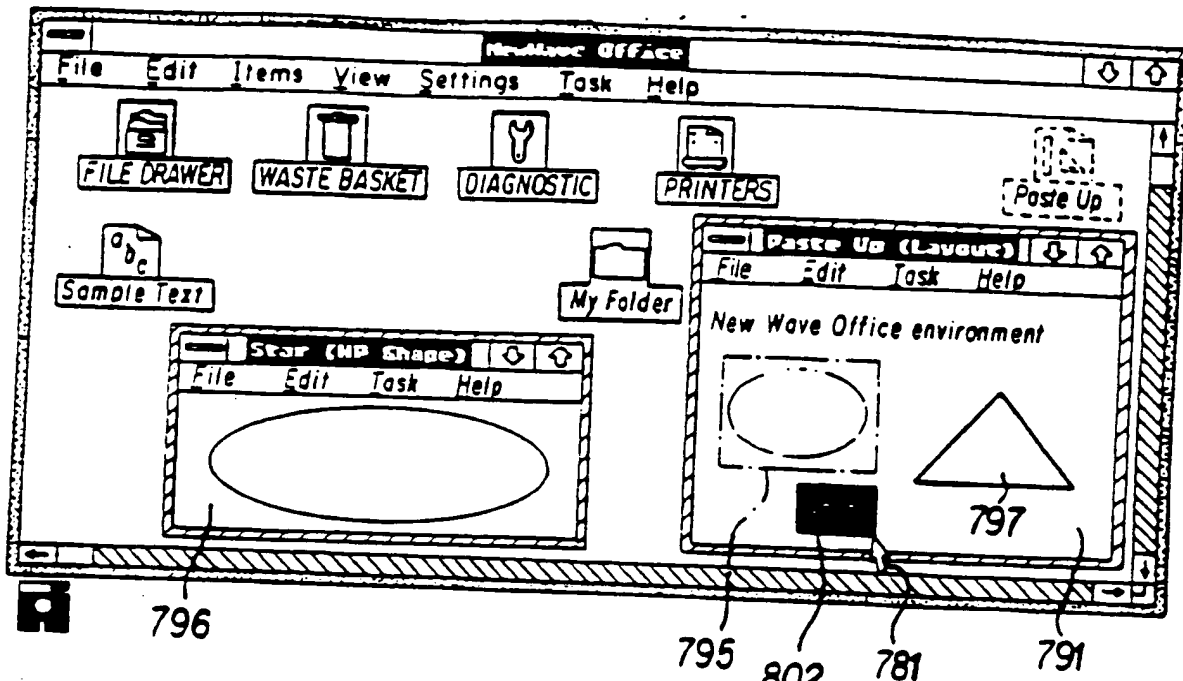 NewWave Office
File Edit Items View Settings Task Help
FILE DRAWER WASTE BASKET DIAGNOSTIC PRINTERS Paste Up
abc
Sample Text My Folder
Paste Up (Layout)
File Edit Task Help
New Wave Office environment
Star (HP Shape)
File Edit Task Help
797
796 795 802 781 791